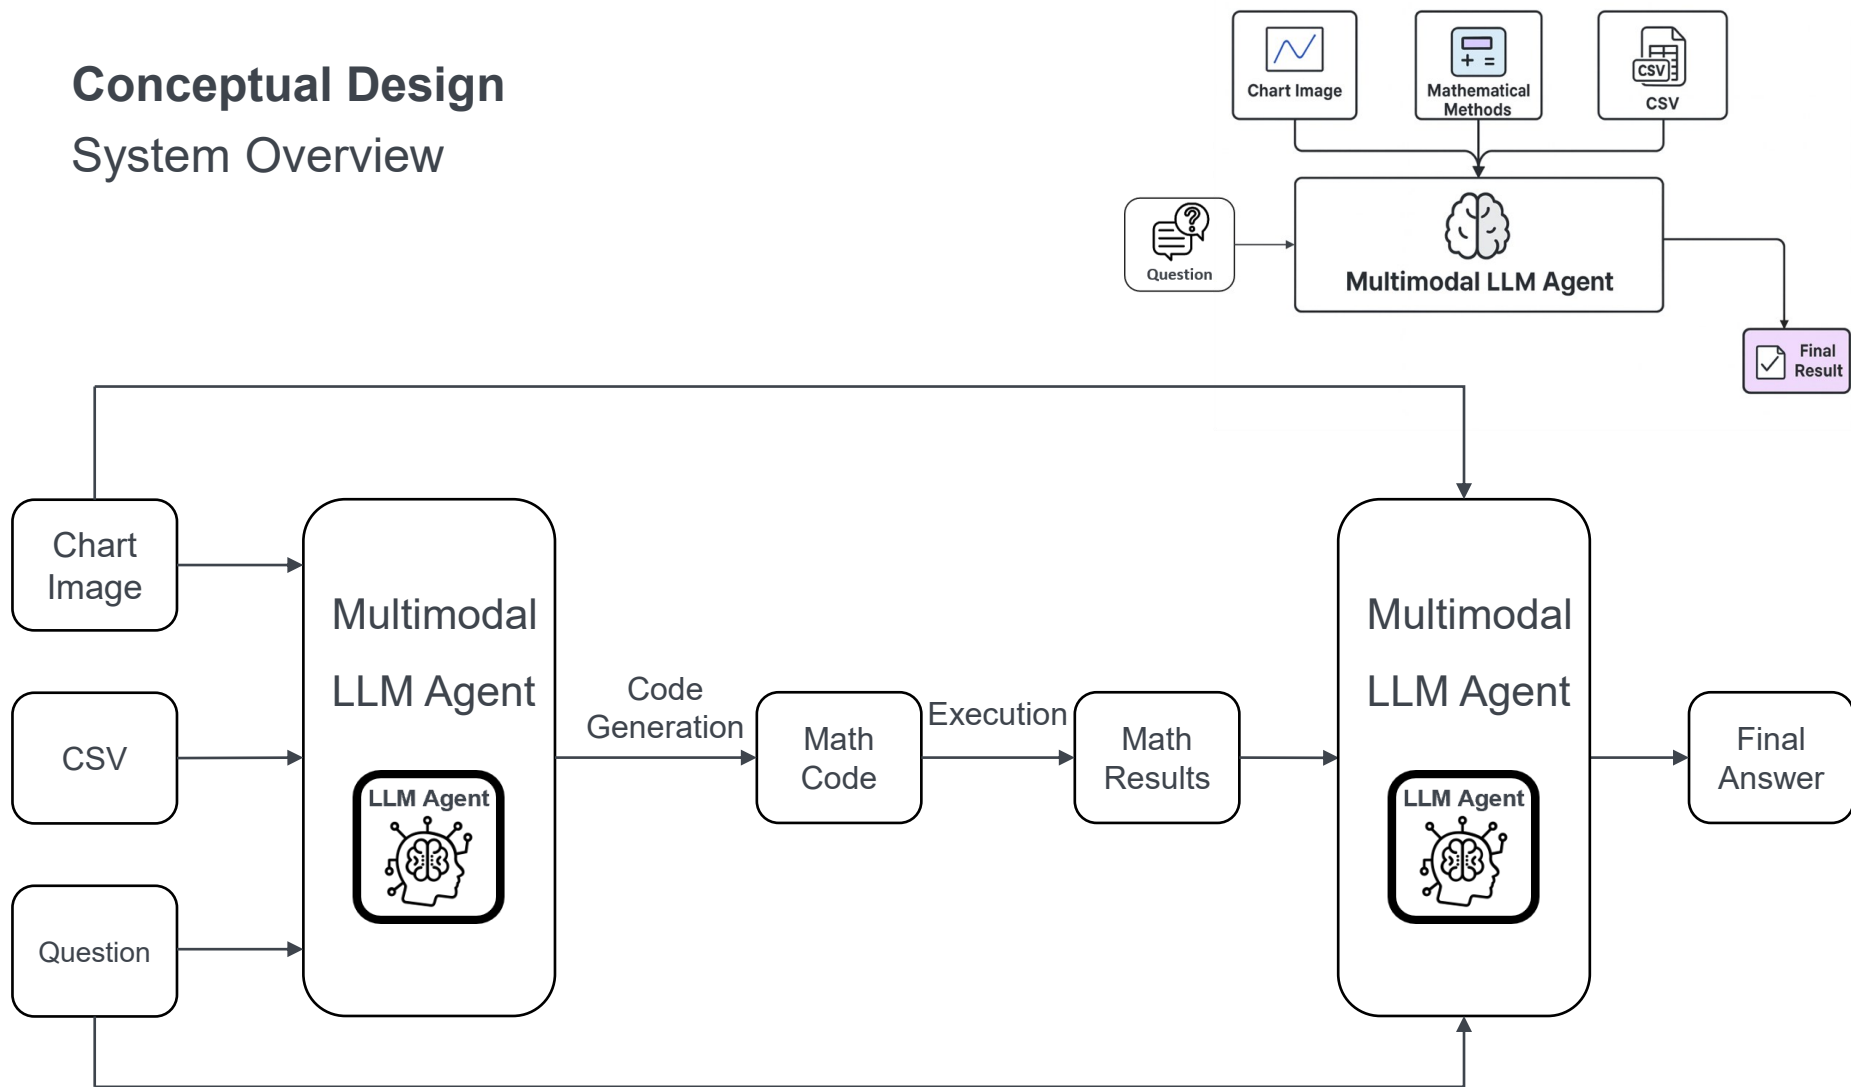 Conceptual Design
System Overview
Chart Image
Mathematical
Methods
CSV
CSV
Question
Multimodal LLM Agent
Final
Result
Chart
Image
CSV
Question
Multimodal
LLM Agent
LLM Agent
Code
Generation
Math
Code
Execution
Math
Results
Multimodal
LLM Agent
LLM Agent
Final
Answer